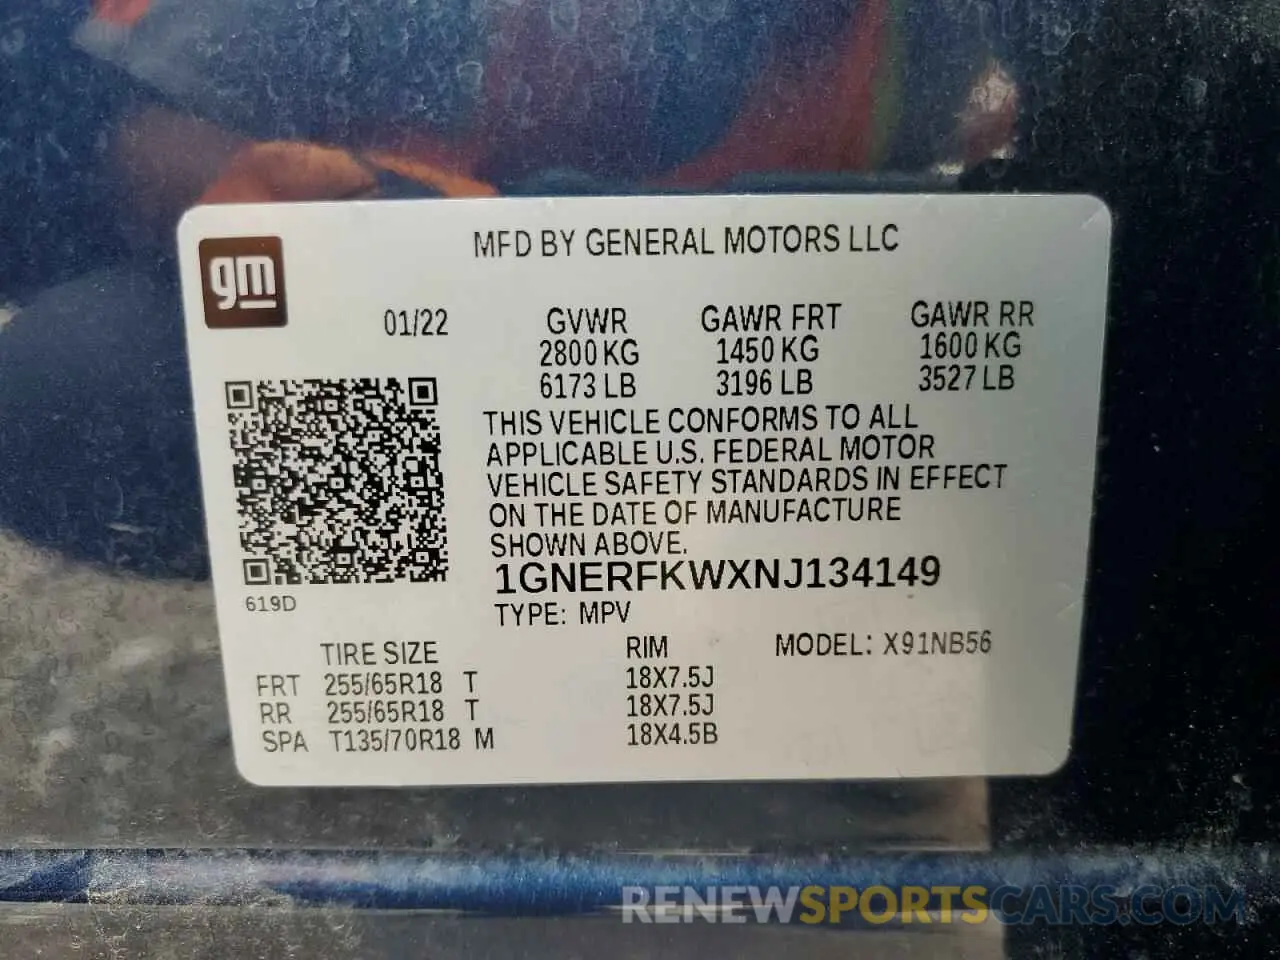 MFD BY GENERAL MOTORS LLC
gm
01/22 GVWR GAWR FRT GAWR RR
2800 KG 1450 KG 1600 KG
6173 LB 3196 LB 3527 LB
THIS VEHICLE CONFORMS TO ALL
APPLICABLE U.S. FEDERAL MOTOR
VEHICLE SAFETY STANDARDS IN EFFECT
ON THE DATE OF MANUFACTURE
SHOWN ABOVE.
1GNERFKWXNJ134149
619D
TYPE: MPV
TIRE SIZE RIM MODEL: X91NB56
FRT 255/65R18 T 18X7.5J
RR 255/65R18 T 18X7.5J
SPA T135/70R18 M 18X4.5B
RENEWSPORTSCARS.COM